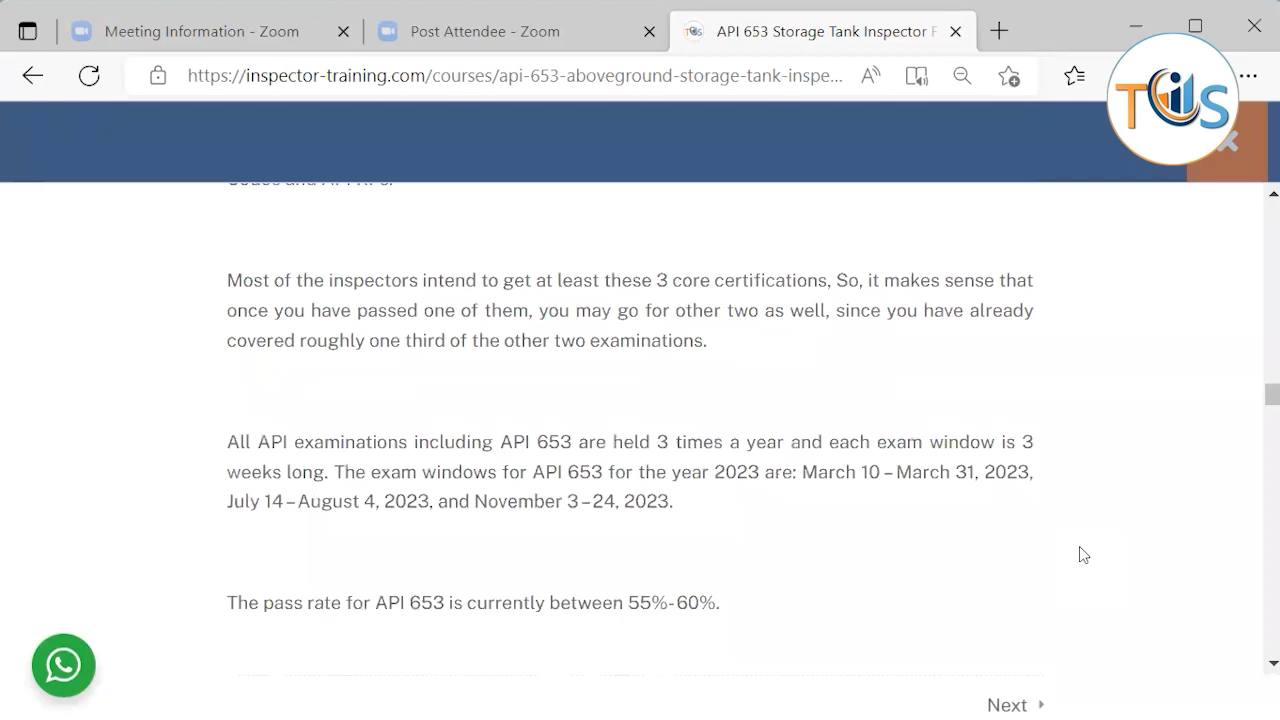 Meeting Information - Zoom
Post Attendee - Zoom
API 653 Storage Tank Inspector F
https://inspector-training.com/courses/api-653-aboveground-storage-tank-inspe...
Most of the inspectors intend to get at least these 3 core certifications, So, it makes sense that
once you have passed one of them, you may go for other two as well, since you have already
covered roughly one third of the other two examinations.
All API examinations including API 653 are held 3 times a year and each exam window is 3
weeks long. The exam windows for API 653 for the year 2023 are: March 10 – March 31, 2023,
July 14 – August 4, 2023, and November 3 – 24, 2023.
The pass rate for API 653 is currently between 55%- 60%.
Next